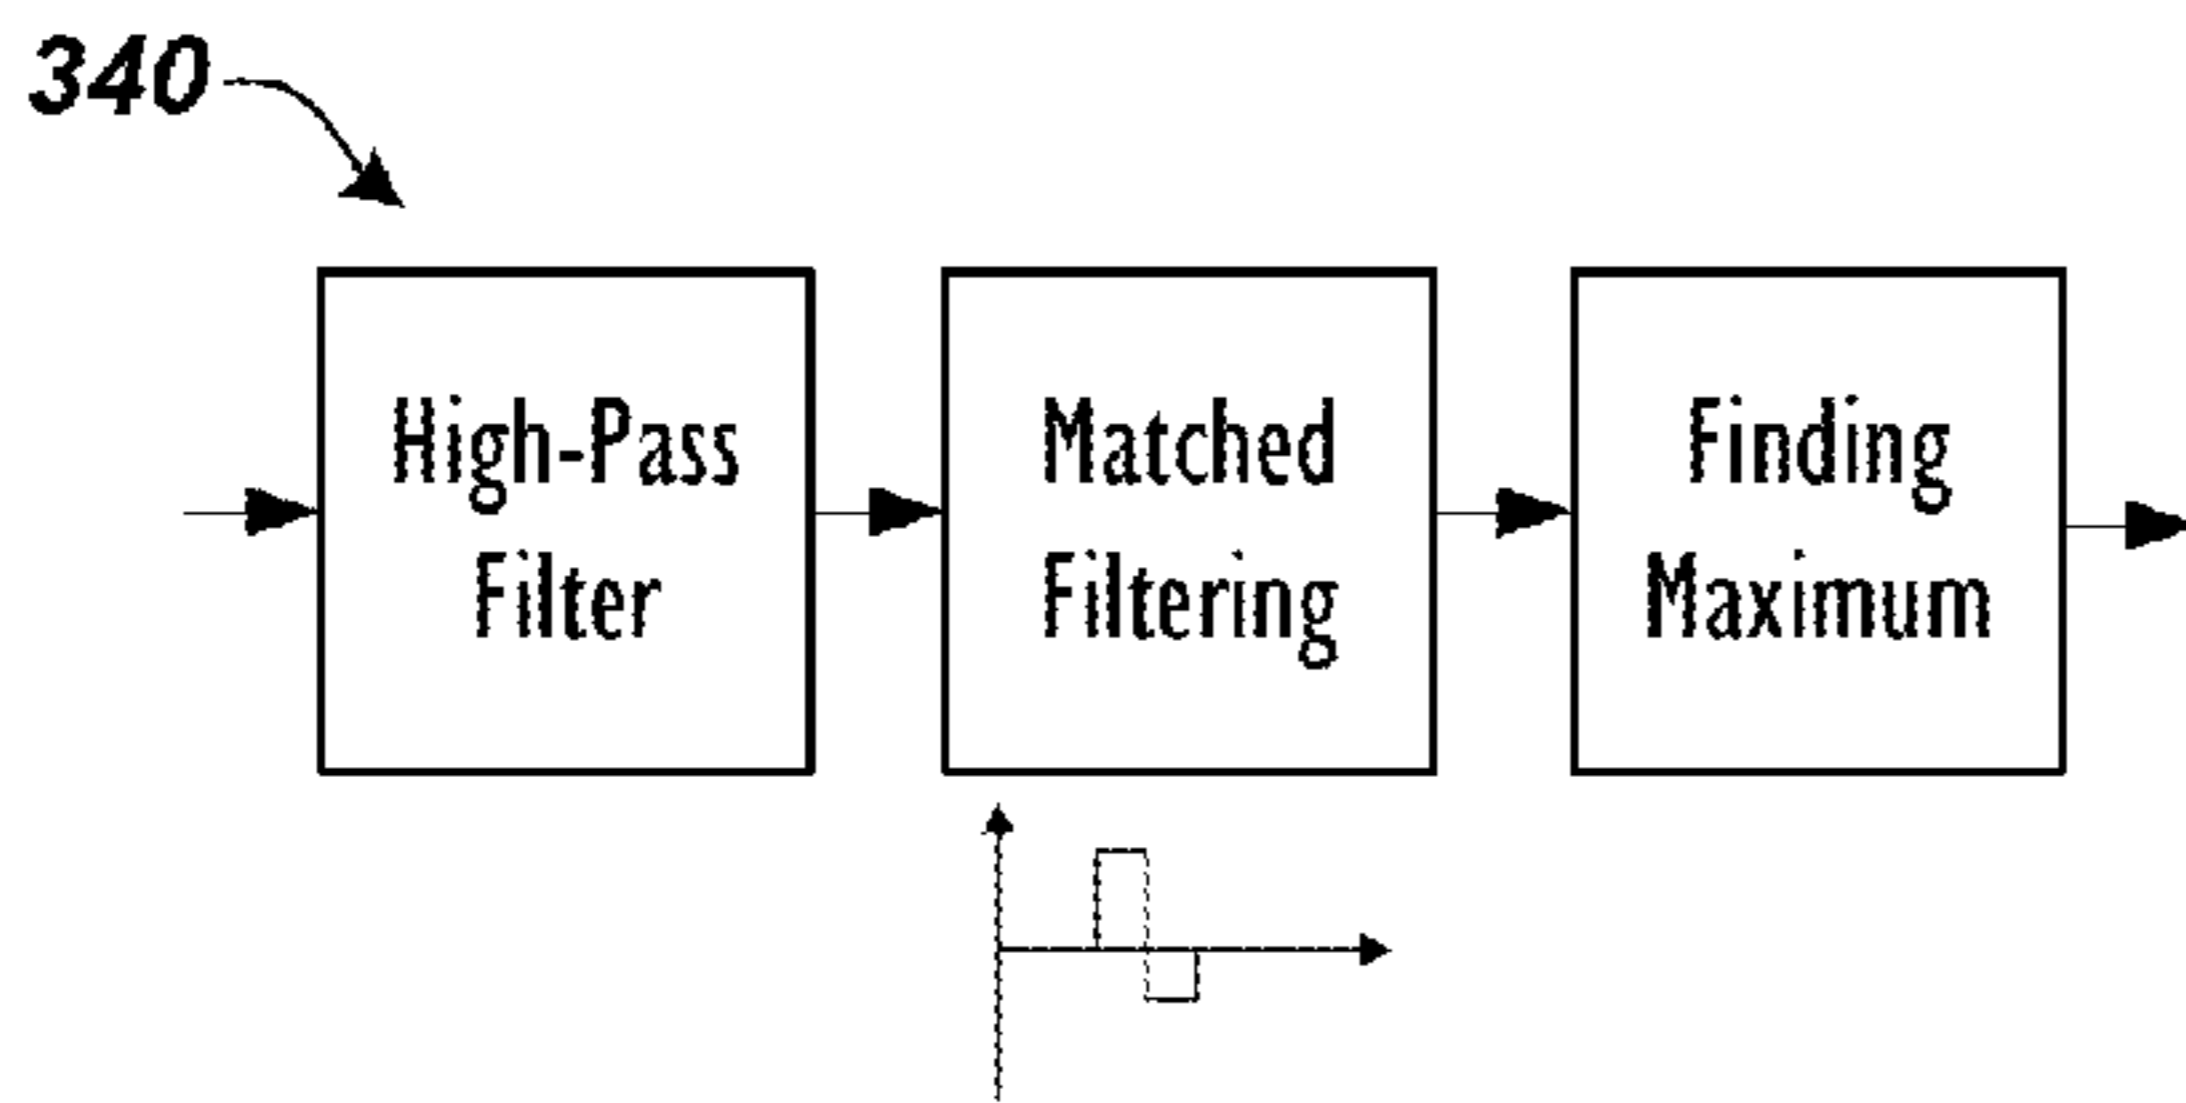 340
High-Pass
Filter
Matched
Filtering
Finding
Maximum